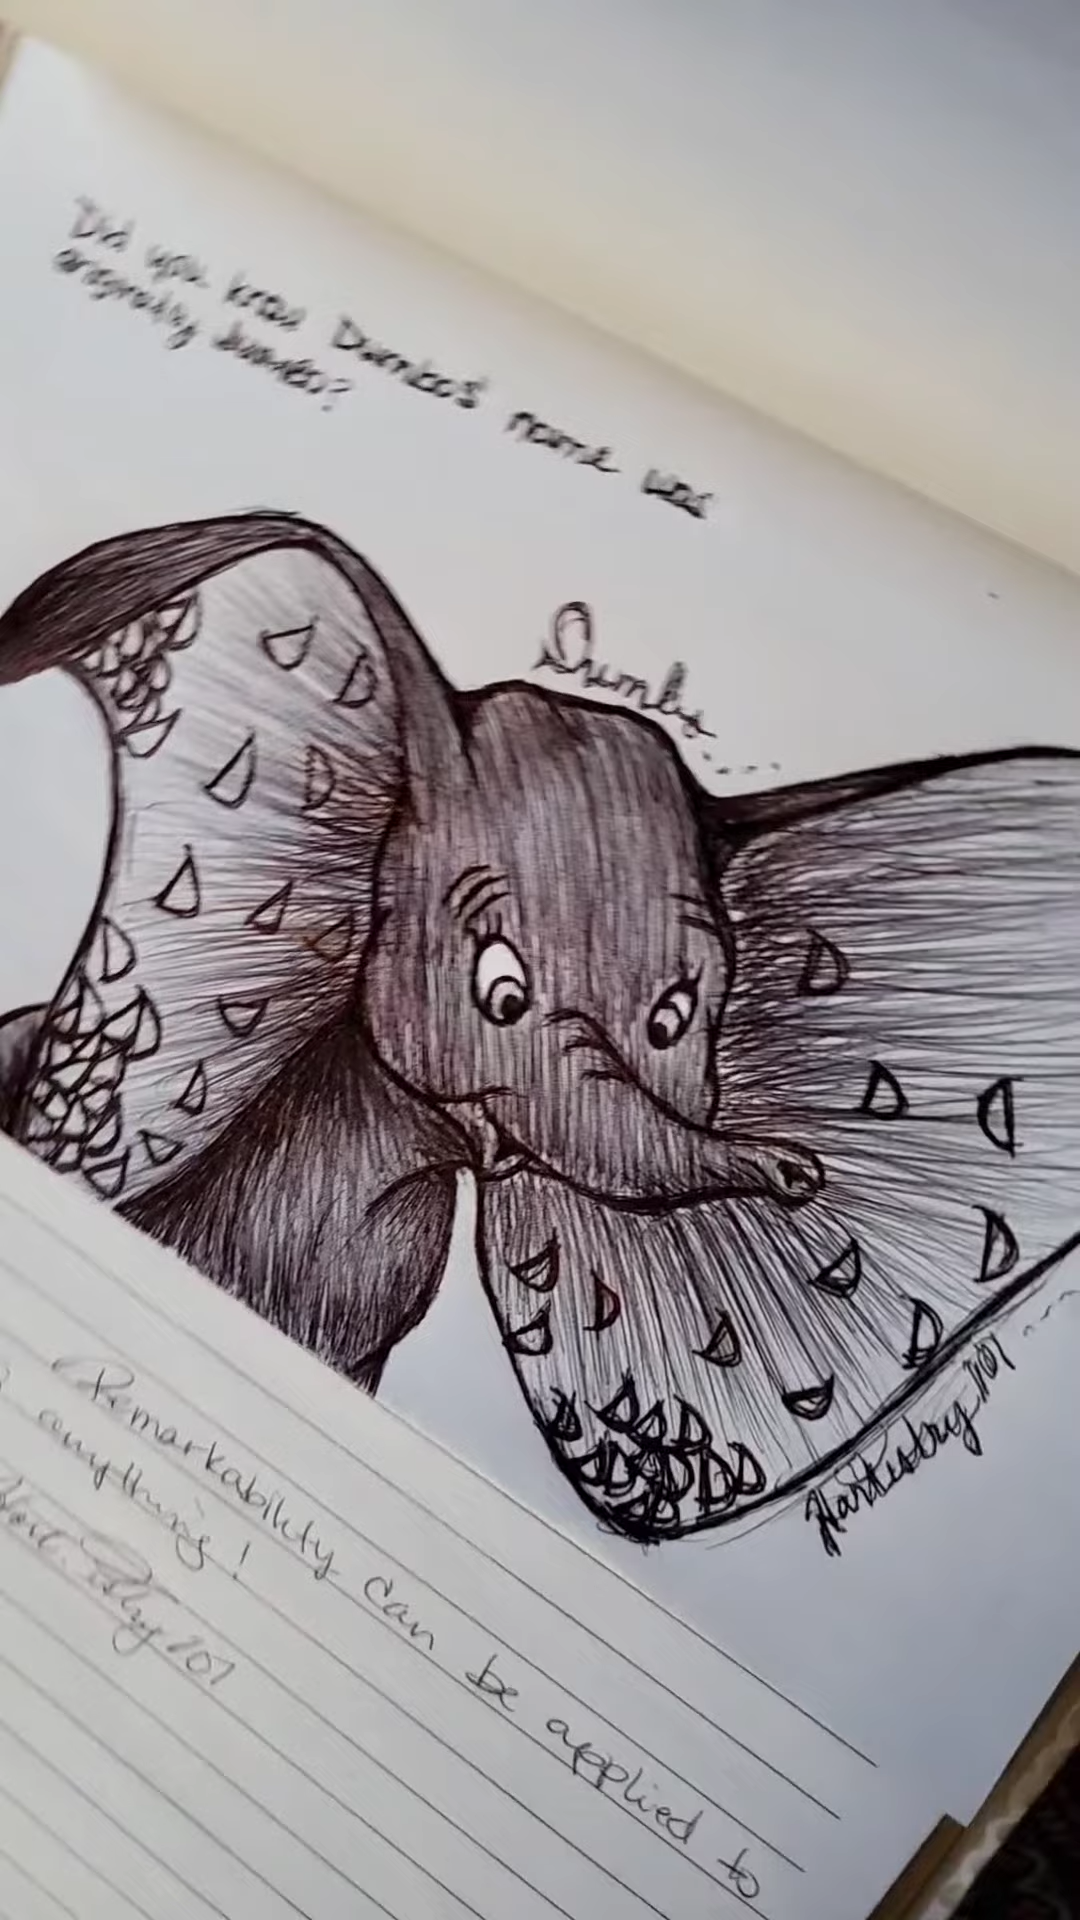 Did you know Dumbo's name was
originally Jumbo?
Dumbo
Remarkability can be applied to
anything!